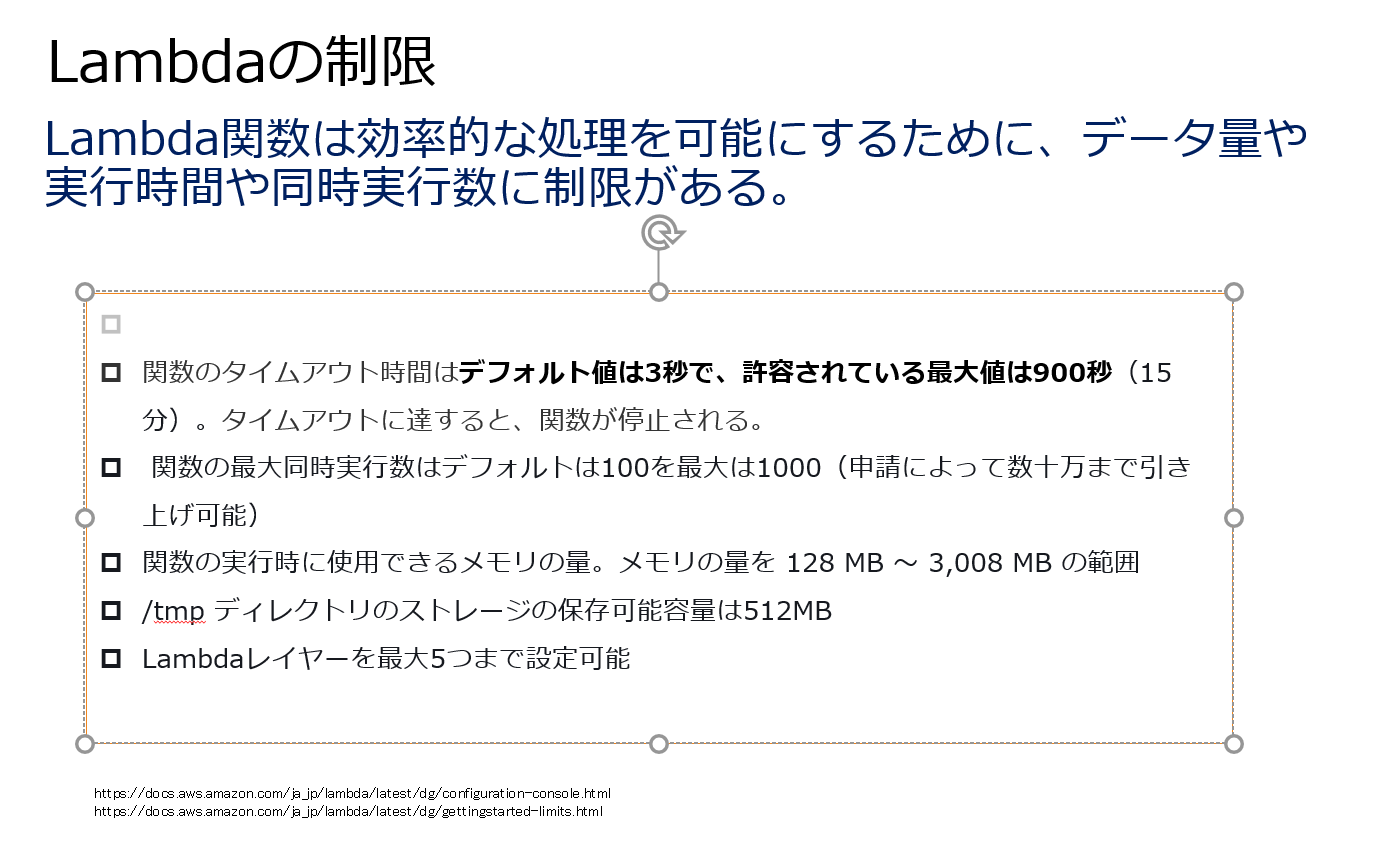 Lambdaの制限
Lambda関数は効率的な処理を可能にするために、データ量や
実行時間や同時実行数に制限がある。
関数のタイムアウト時間はデフォルト値は3秒で、許容されている最大値は900秒（15
分）。タイムアウトに達すると、関数が停止される。
関数の最大同時実行数はデフォルトは100を最大は1000（申請によって数十万まで引き
上げ可能）
関数の実行時に使用できるメモリの量。メモリの量を 128 MB ～ 3,008 MB の範囲
/tmp ディレクトリのストレージの保存可能容量は512MB
Lambdaレイヤーを最大5つまで設定可能
https://docs.aws.amazon.com/ja_jp/lambda/latest/dg/configuration-console.html
https://docs.aws.amazon.com/ja_jp/lambda/latest/dg/gettingstarted-limits.html